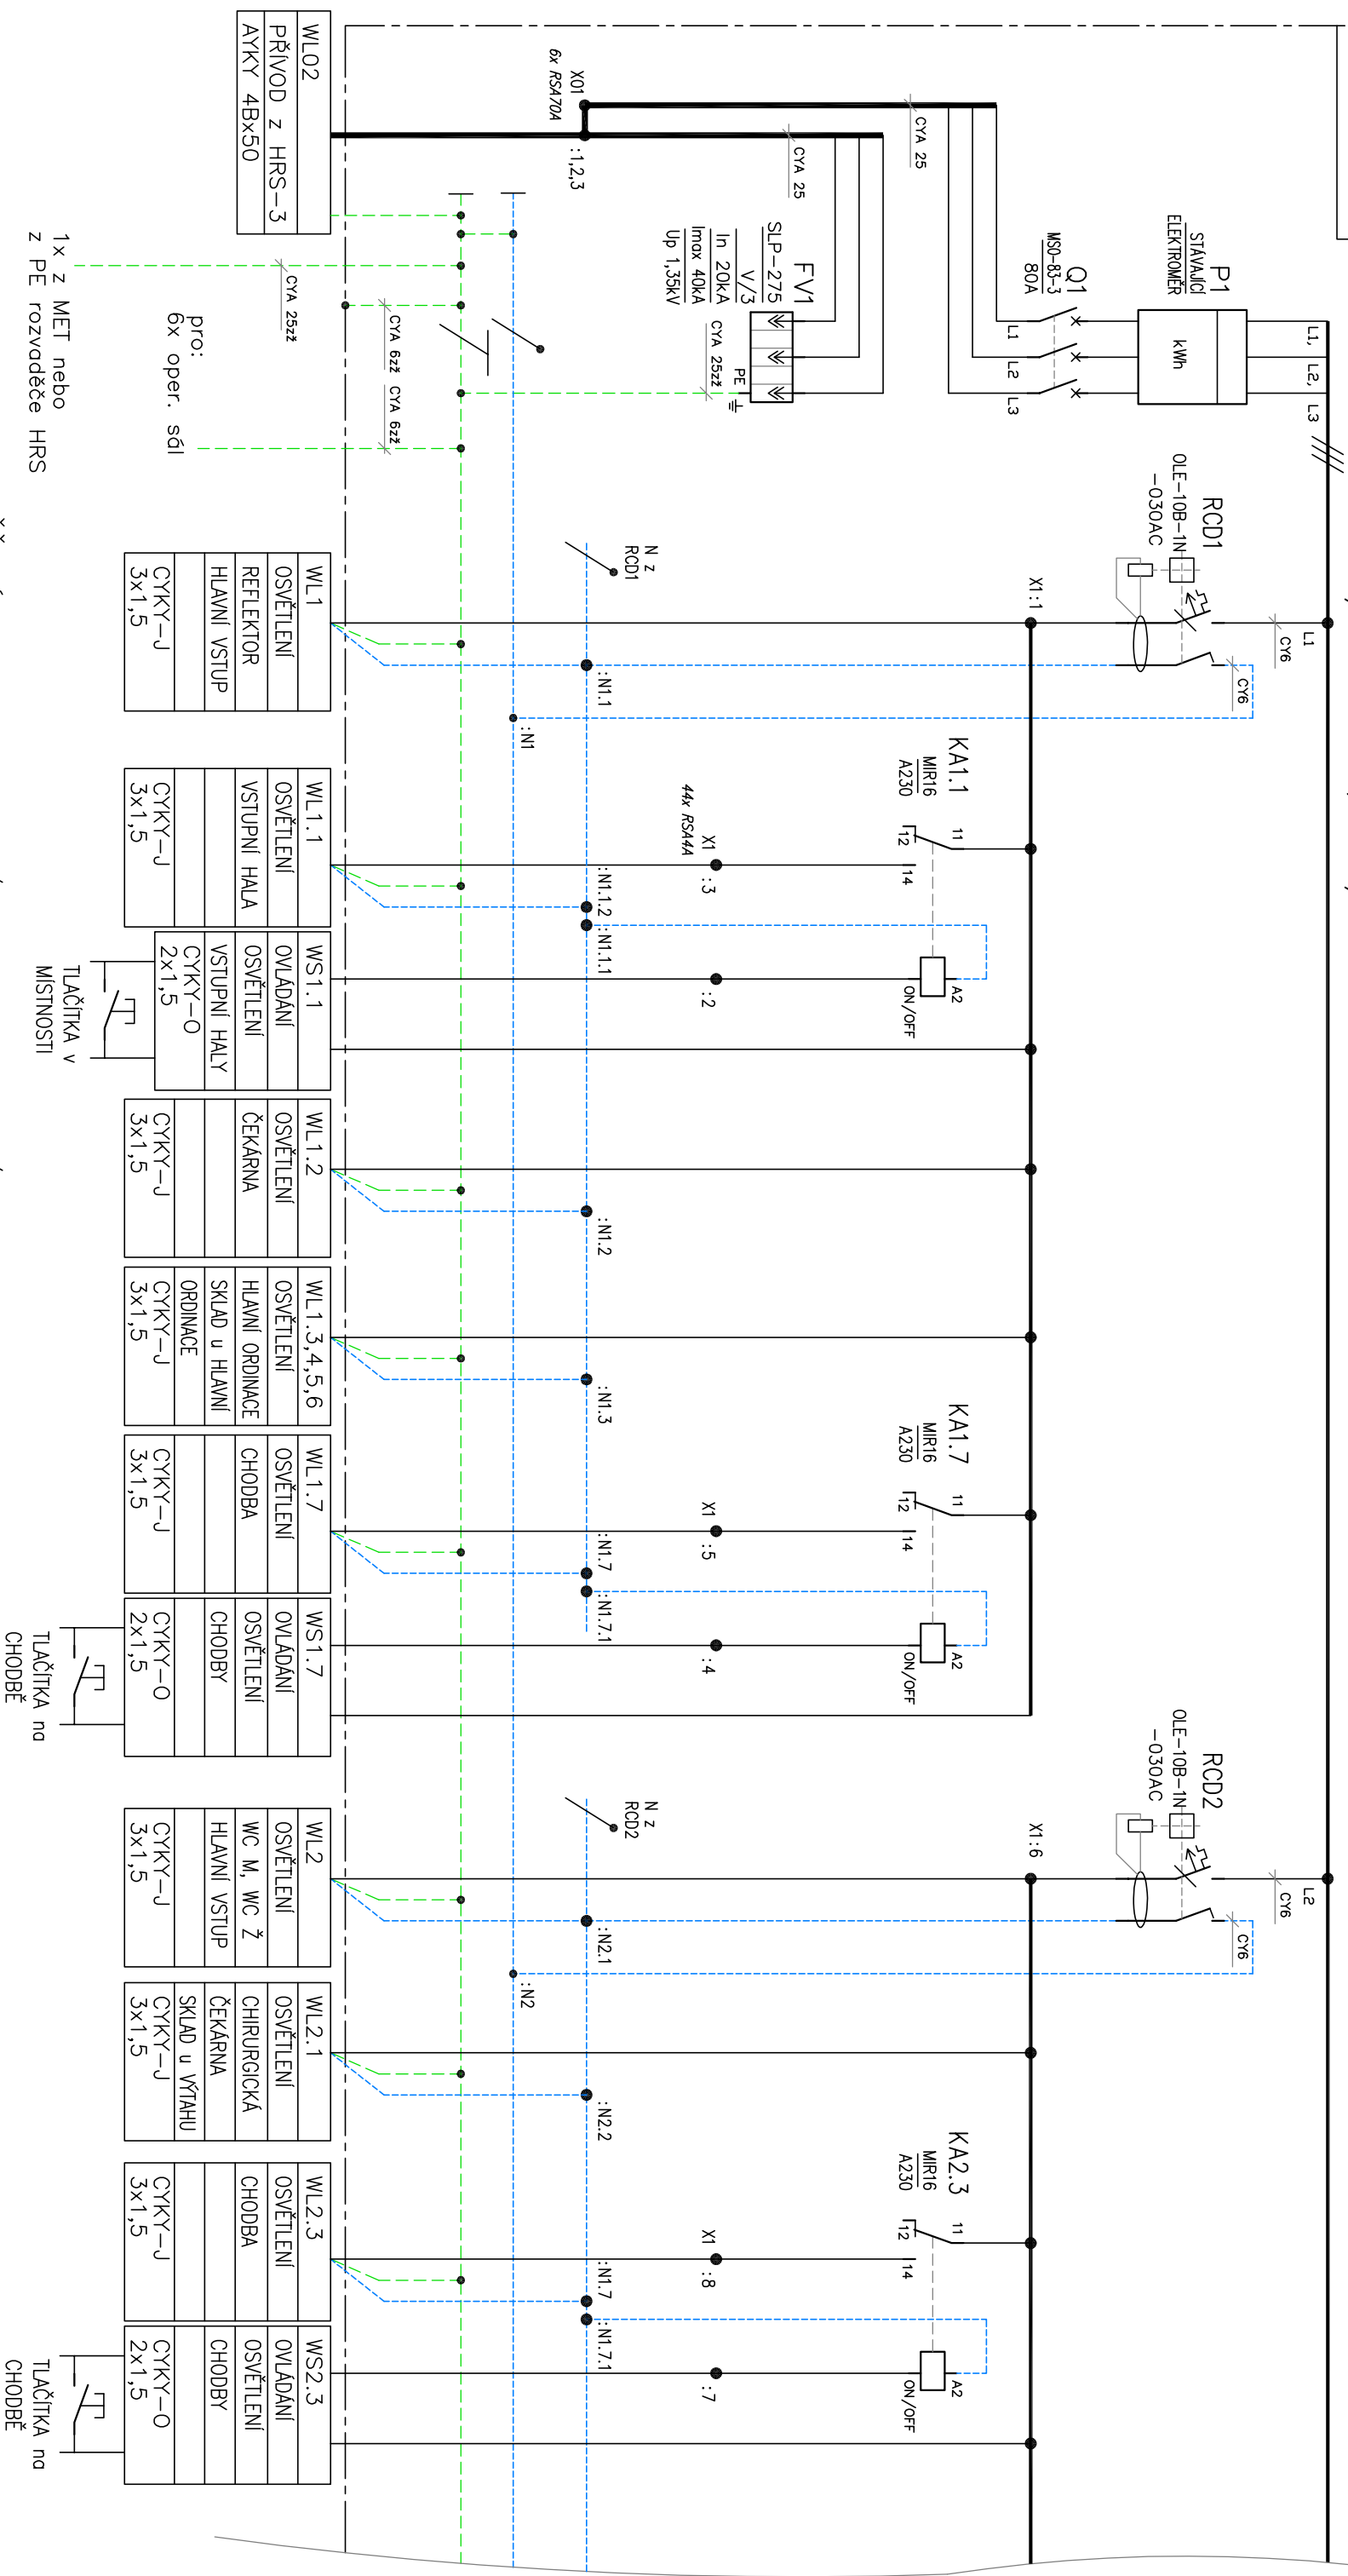 P1
STÁVAJÍCÍ
ELEKTROMĚR
kWh
L1, L2, L3
Q1
MSO-83-3
80A
L1
L2
L3
CYA 25
CYA 25
X01
6x RSA70A
:1,2,3
FV1
SLP-275
V/3
In 20kA
Imax 40kA
Up 1,35kV
PE
CYA 25zž
CYA 6zž
CYA 6zž
CYA 25zž
WL02
PŘÍVOD z HRS-3
AYKY 4Bx50
pro:
6x oper. sál
1x z MET nebo
z PE rozvaděče HRS
RCD1
OLE-10B-1N
-030AC
L1
CY6
CY6
X1:1
N z
RCD1
:N1.1
:N1
WL1
OSVĚTLENÍ
REFLEKTOR
HLAVNÍ VSTUP
CYKY-J
3x1,5
KA1.1
MIR16
A230
11
12
14
A2
ON/OFF
X1
44x RSA4A
:3
:2
:N1.1.2
:N1.1.1
WL1.1
OSVĚTLENÍ
VSTUPNÍ HALA
CYKY-J
3x1,5
WS1.1
OVLÁDÁNÍ
OSVĚTLENÍ
VSTUPNÍ HALY
CYKY-O
2x1,5
TLAČÍTKA v
MÍSTNOSTI
:N1.2
WL1.2
OSVĚTLENÍ
ČEKÁRNA
CYKY-J
3x1,5
:N1.3
WL1.3,4,5,6
OSVĚTLENÍ
HLAVNÍ ORDINACE
SKLAD u HLAVNÍ
ORDINACE
CYKY-J
3x1,5
KA1.7
MIR16
A230
11
12
14
A2
ON/OFF
X1
:5
:4
:N1.7
:N1.7.1
WL1.7
OSVĚTLENÍ
CHODBA
CYKY-J
3x1,5
WS1.7
OVLÁDÁNÍ
OSVĚTLENÍ
CHODBY
CYKY-O
2x1,5
TLAČÍTKA na
CHODBĚ
RCD2
OLE-10B-1N
-030AC
L2
CY6
CY6
X1:6
N z
RCD2
:N2.1
:N2
WL2
OSVĚTLENÍ
WC M, WC Ž
HLAVNÍ VSTUP
CYKY-J
3x1,5
:N2.2
WL2.1
OSVĚTLENÍ
CHIRURGICKÁ
ČEKÁRNA
SKLAD u VÝTAHU
CYKY-J
3x1,5
KA2.3
MIR16
A230
11
12
14
A2
ON/OFF
X1
:8
:7
:N1.7
:N1.7.1
WL2.3
OSVĚTLENÍ
CHODBA
CYKY-J
3x1,5
WS2.3
OVLÁDÁNÍ
OSVĚTLENÍ
CHODBY
CYKY-O
2x1,5
TLAČÍTKA na
CHODBĚ